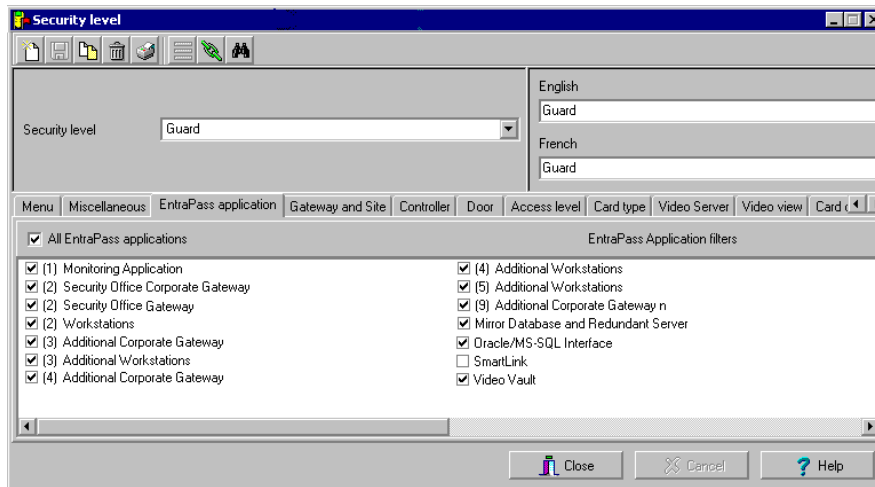 Security level
English
Guard
Security level
Guard
French
Guard
Menu
Miscellaneous
EntraPass application
Gateway and Site
Controller
Door
Access level
Card type
Video Server
Video view
Card
All EntraPass applications
EntraPass Application filters
(1) Monitoring Application
(2) Security Office Corporate Gateway
(2) Security Office Gateway
(2) Workstations
(3) Additional Corporate Gateway
(3) Additional Workstations
(4) Additional Corporate Gateway
(4) Additional Workstations
(5) Additional Workstations
(9) Additional Corporate Gateway n
Mirror Database and Redundant Server
Oracle/MS-SQL Interface
SmartLink
Video Vault
Close
Cancel
Help